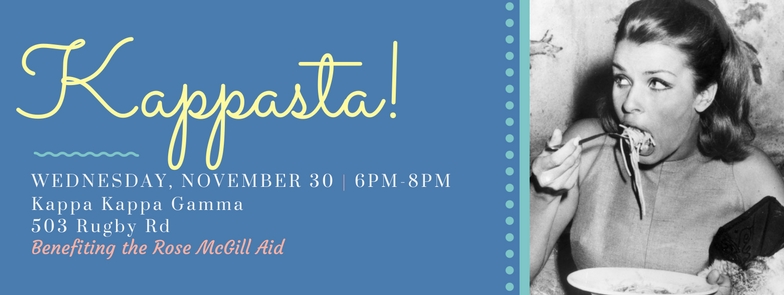 Kappasta!
WEDNESDAY, NOVEMBER 30 | 6PM-8PM
Kappa Kappa Gamma
503 Rugby Rd
Benefiting the Rose McGill Aid